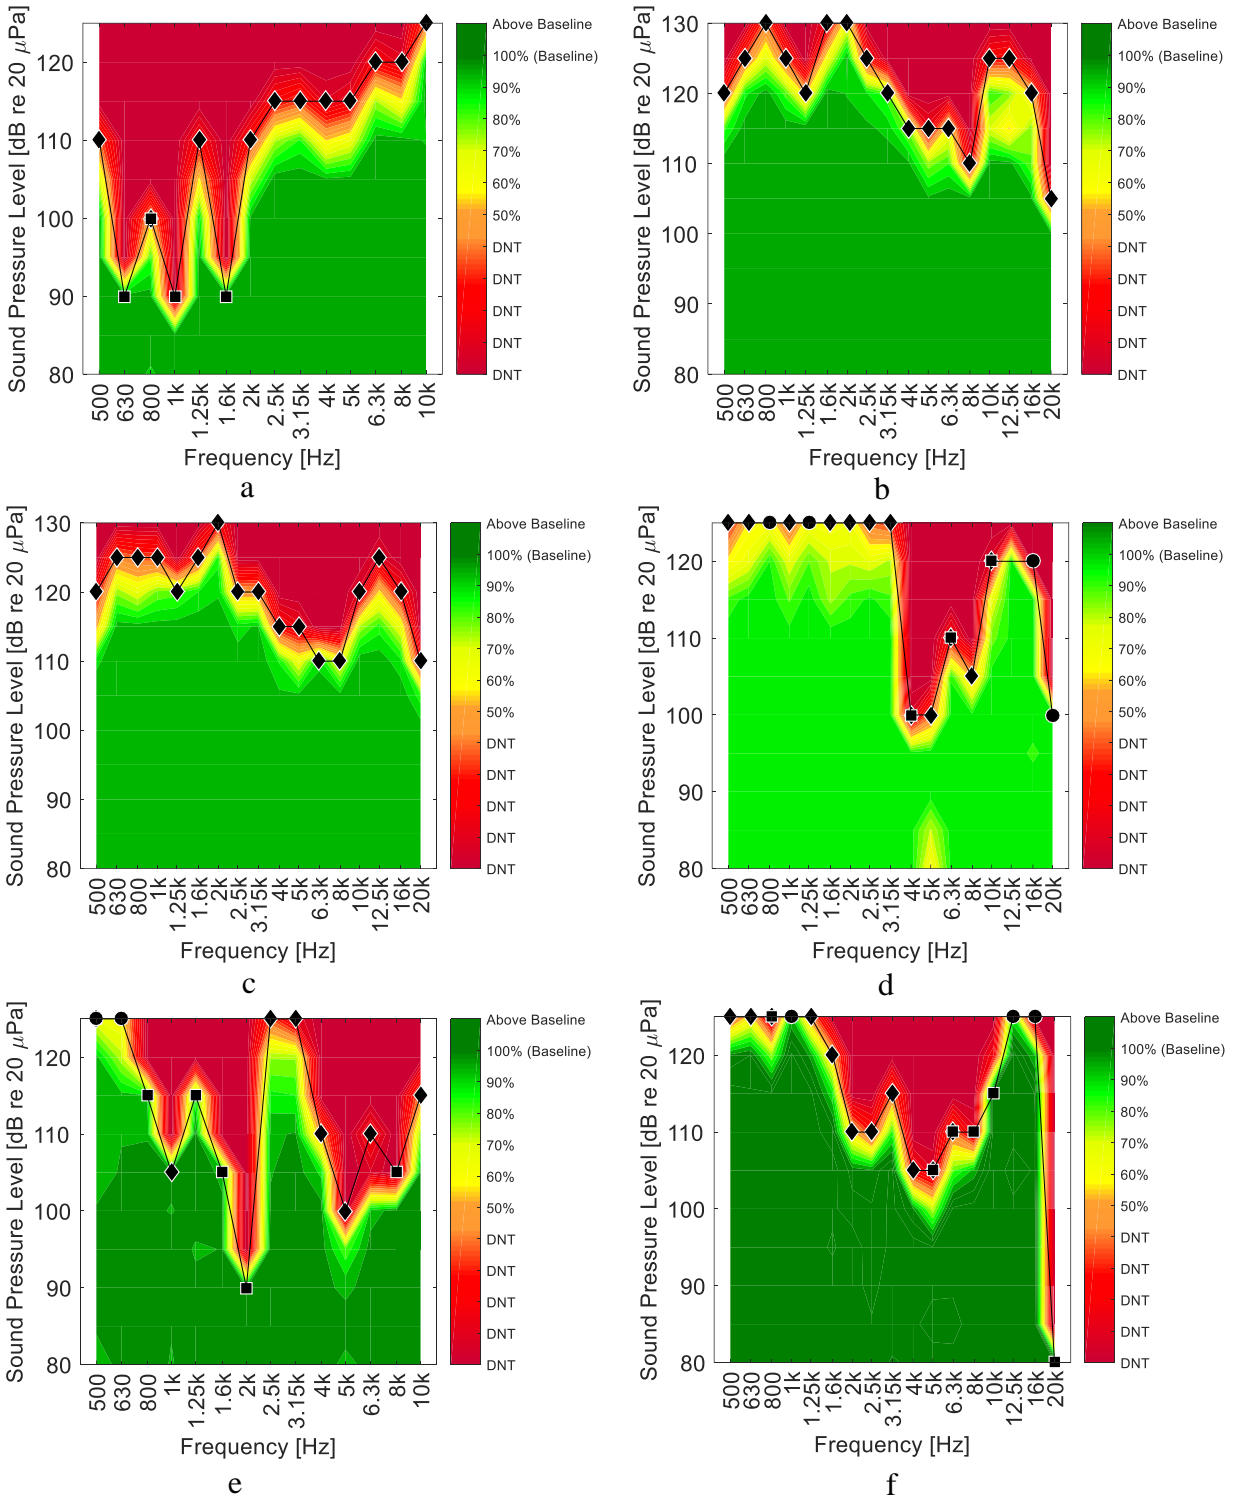 Sound Pressure Level [dB re 20 μPa]
120
110
100
90
80
500 630 800 1k 1.25k 1.6k 2k 2.5k 3.15k 4k 5k 6.3k 8k 10k
Frequency [Hz]
Above Baseline
100% (Baseline)
90%
80%
70%
60%
50%
DNT
DNT
DNT
DNT
DNT
a
Sound Pressure Level [dB re 20 μPa]
130
120
110
100
90
80
500 630 800 1k 1.25k 1.6k 2k 2.5k 3.15k 4k 5k 6.3k 8k 10k 12.5k 16k 20k
Frequency [Hz]
Above Baseline
100% (Baseline)
90%
80%
70%
60%
50%
DNT
DNT
DNT
DNT
DNT
b
Sound Pressure Level [dB re 20 μPa]
130
120
110
100
90
80
500 630 800 1k 1.25k 1.6k 2k 2.5k 3.15k 4k 5k 6.3k 8k 10k 12.5k 16k 20k
Frequency [Hz]
Above Baseline
100% (Baseline)
90%
80%
70%
60%
50%
DNT
DNT
DNT
DNT
DNT
c
Sound Pressure Level [dB re 20 μPa]
120
110
100
90
80
500 630 800 1k 1.25k 1.6k 2k 2.5k 3.15k 4k 5k 6.3k 8k 10k 12.5k 16k 20k
Frequency [Hz]
Above Baseline
100% (Baseline)
90%
80%
70%
60%
50%
DNT
DNT
DNT
DNT
DNT
d
Sound Pressure Level [dB re 20 μPa]
120
110
100
90
80
500 630 800 1k 1.25k 1.6k 2k 2.5k 3.15k 4k 5k 6.3k 8k 10k
Frequency [Hz]
Above Baseline
100% (Baseline)
90%
80%
70%
60%
50%
DNT
DNT
DNT
DNT
DNT
e
Sound Pressure Level [dB re 20 μPa]
120
110
100
90
80
500 630 800 1k 1.25k 1.6k 2k 2.5k 3.15k 4k 5k 6.3k 8k 10k 12.5k 16k 20k
Frequency [Hz]
Above Baseline
100% (Baseline)
90%
80%
70%
60%
50%
DNT
DNT
DNT
DNT
DNT
f